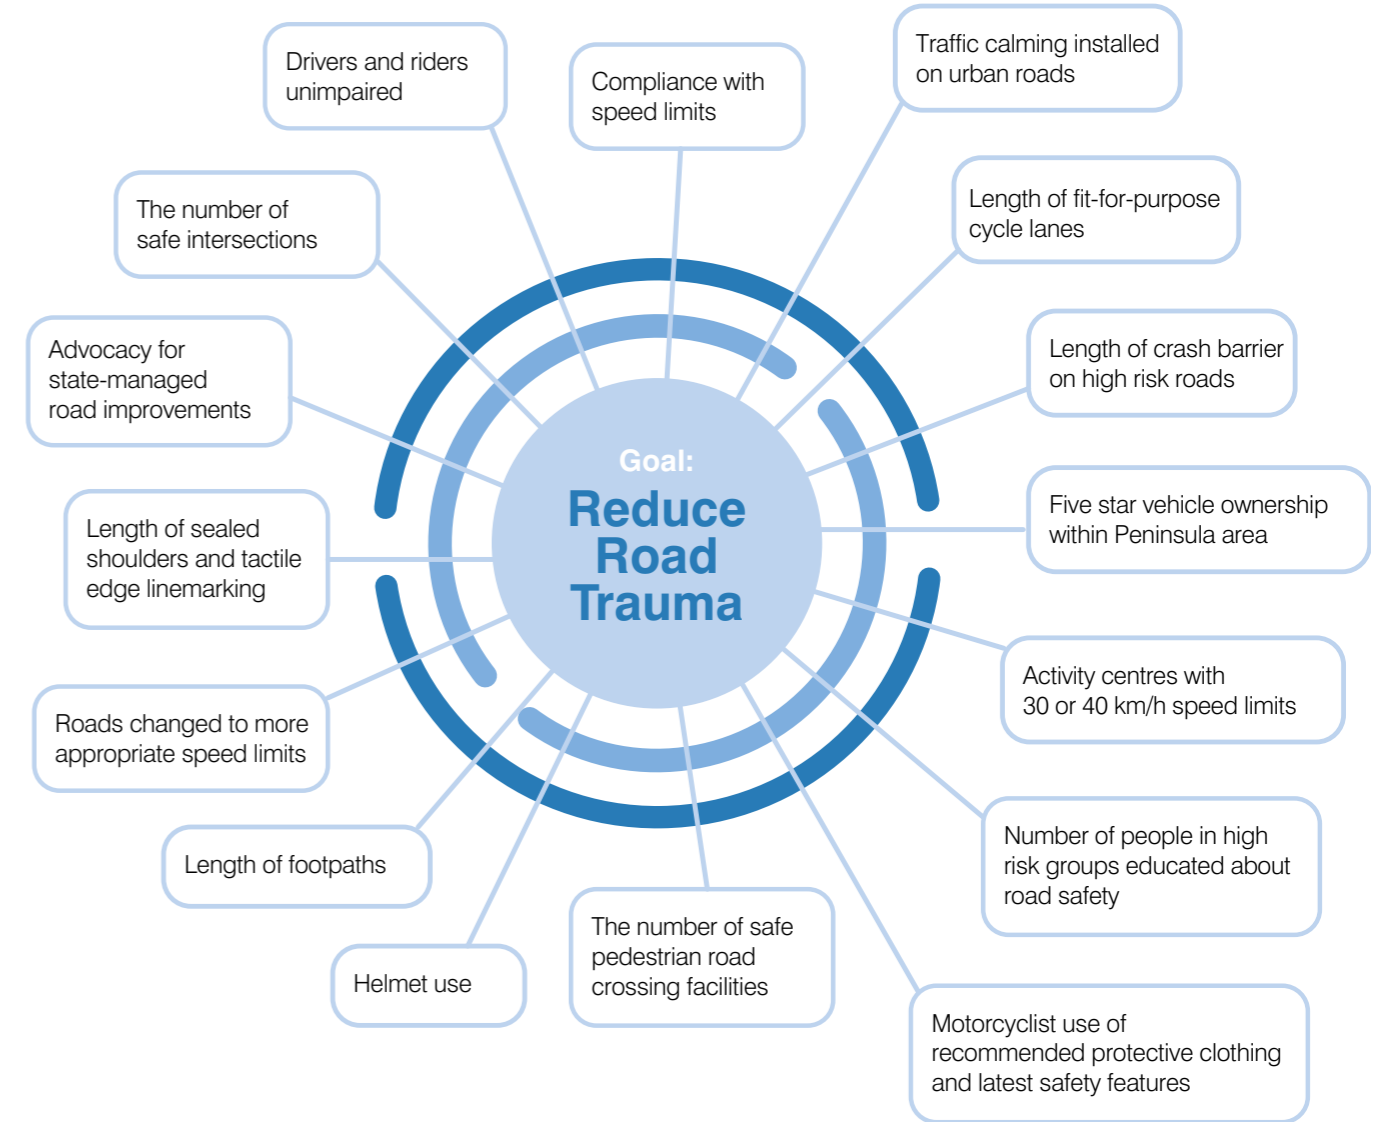 Drivers and riders
unimpaired
Compliance with
speed limits
Traffic calming installed
on urban roads
The number of
safe intersections
Length of fit-for-purpose
cycle lanes
Advocacy for
state-managed
road improvements
Length of crash barrier
on high risk roads
Goal:
Reduce
Road
Trauma
Length of sealed
shoulders and tactile
edge linemarking
Five star vehicle ownership
within Peninsula area
Roads changed to more
appropriate speed limits
Activity centres with
30 or 40 km/h speed limits
Length of footpaths
Number of people in high
risk groups educated about
road safety
Helmet use
The number of safe
pedestrian road
crossing facilities
Motorcyclist use of
recommended protective clothing
and latest safety features